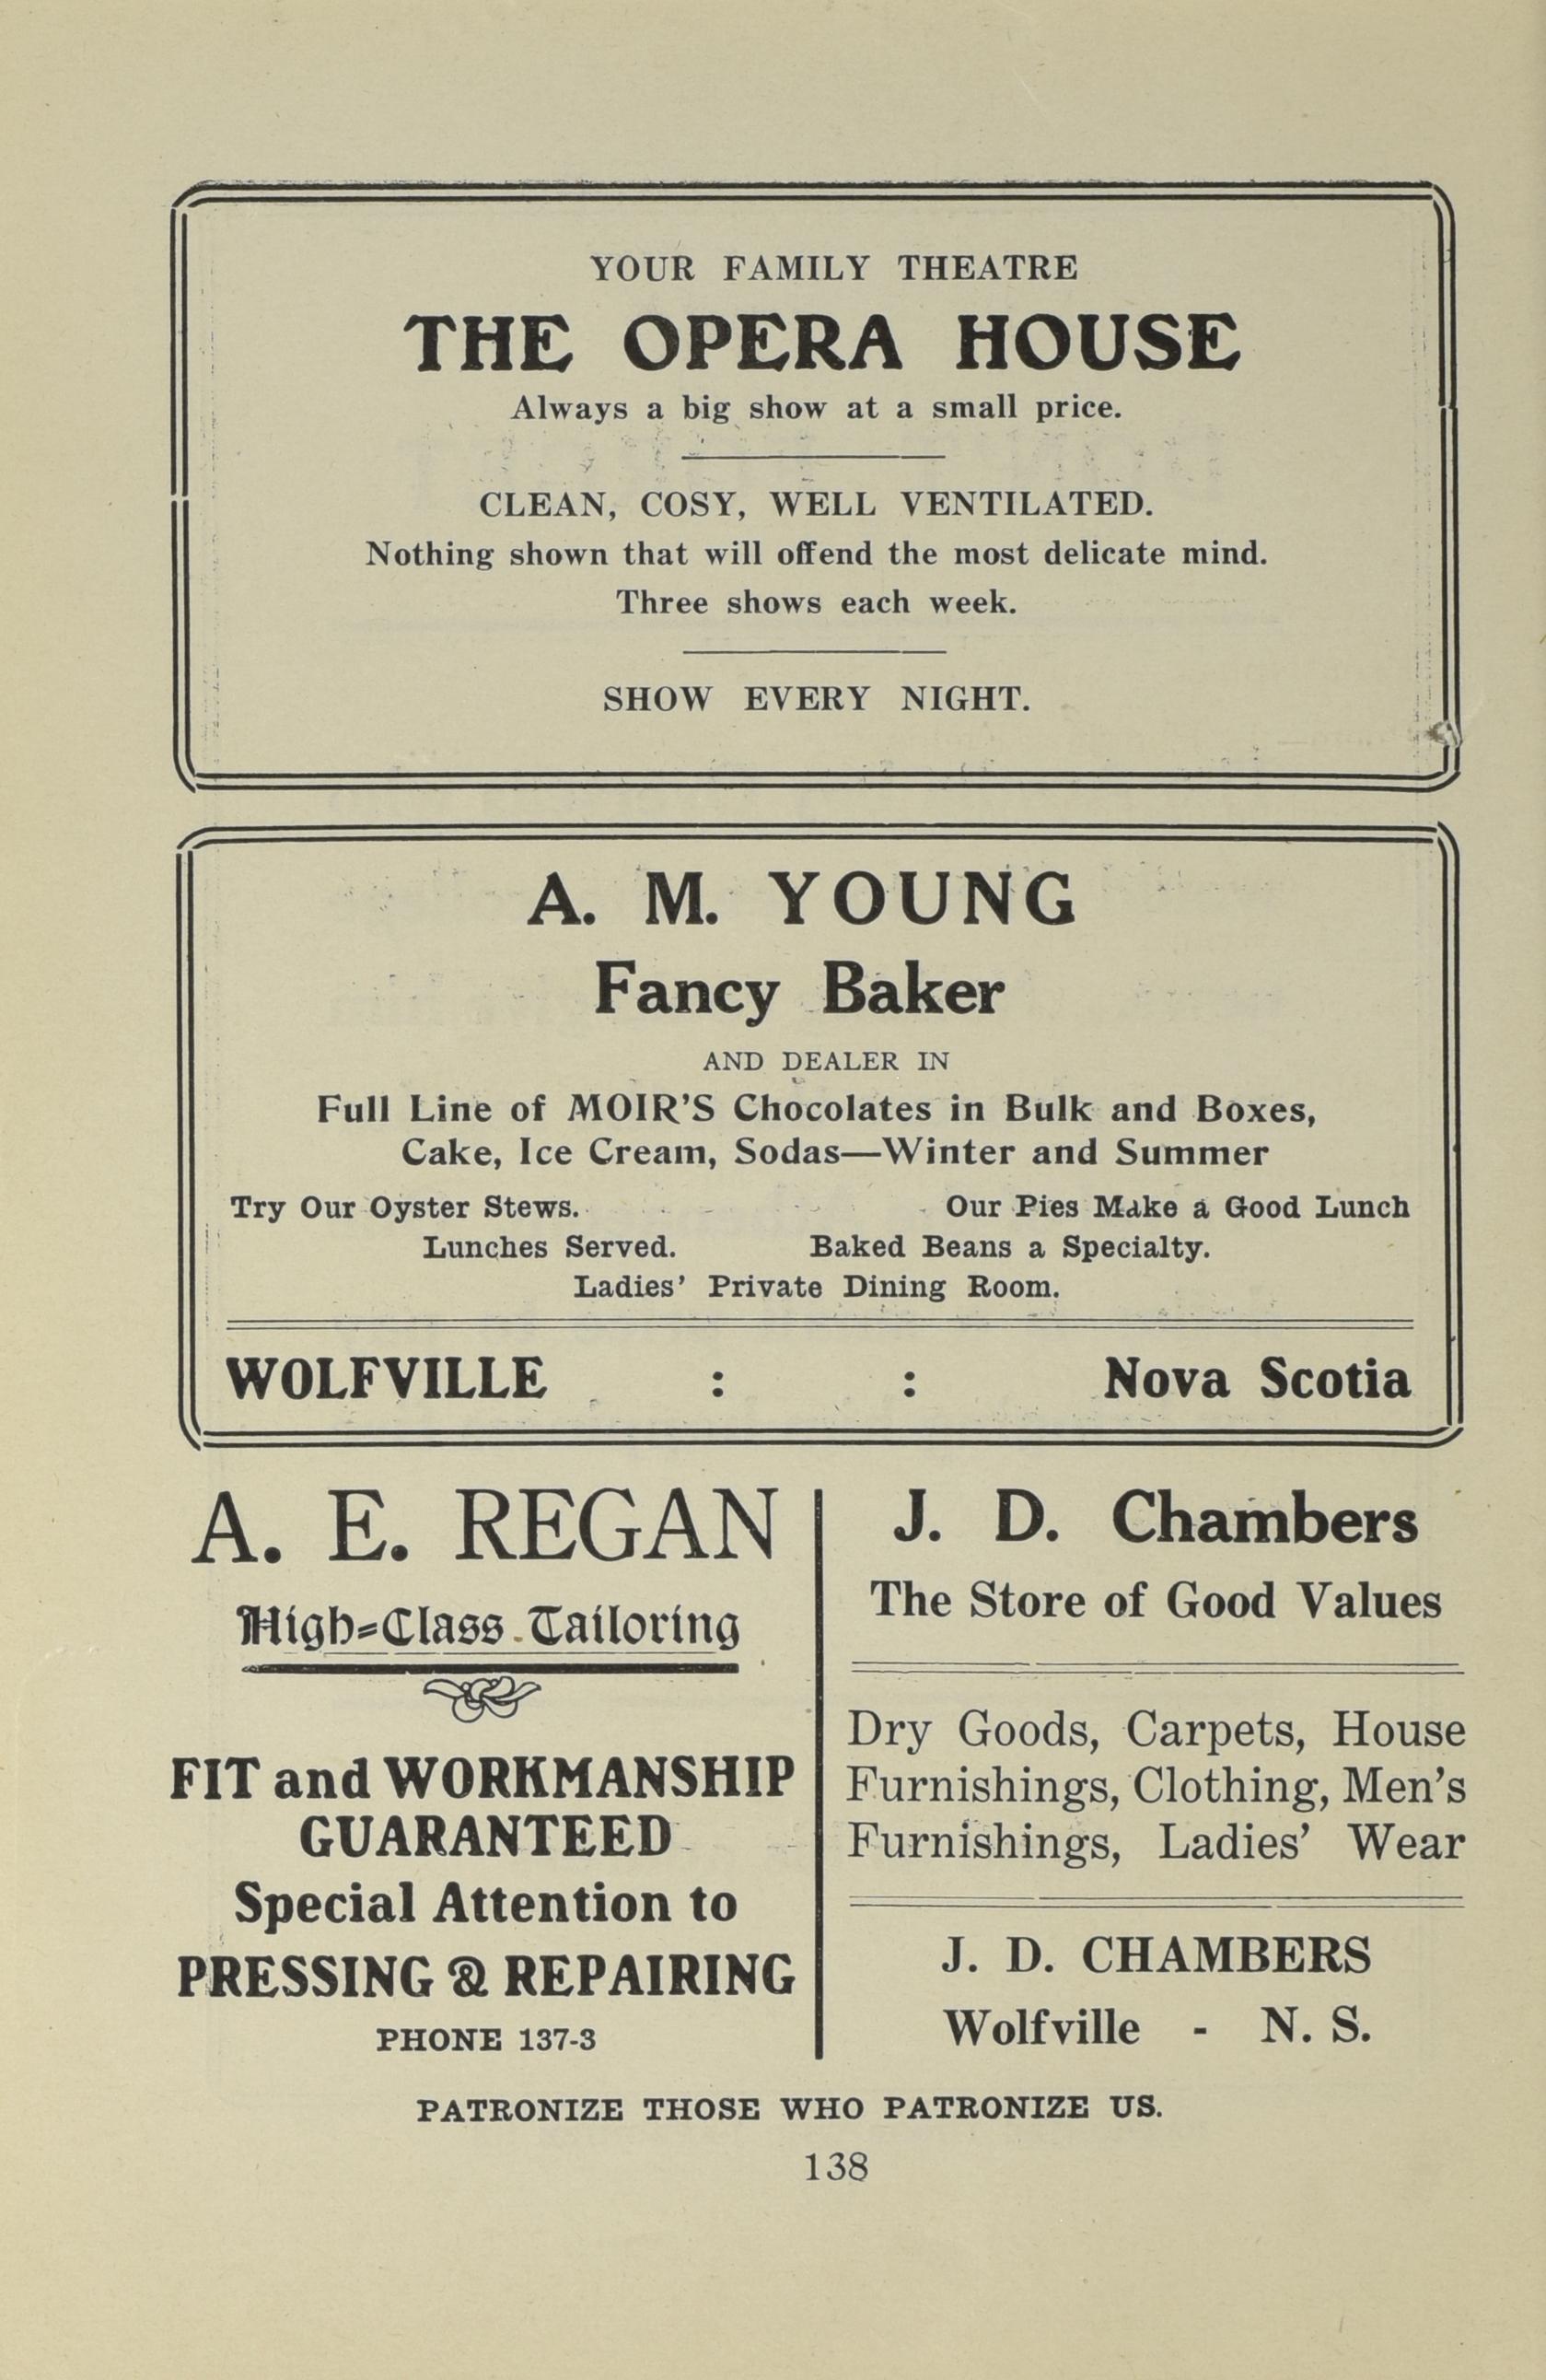 YOUR FAMILY THEATRE
THE OPERA HOUSE
Always a big show at a small price.
CLEAN, COSY, WELL VENTILATED.
Nothing shown that will offend the most delicate mind.
Three shows each week.
SHOW EVERY NIGHT.
A. M. YOUNG
Fancy Baker
AND DEALER IN
Full Line of MOIR'S Chocolates in Bulk and Boxes,
Cake, Ice Cream, Sodas—Winter and Summer
Try Our Oyster Stews. Our Pies Make a Good Lunch
Lunches Served. Baked Beans a Specialty.
Ladies' Private Dining Room.
WOLFVILLE : : Nova Scotia
A. E. REGAN
High-Class Tailoring
FIT and WORKMANSHIP
GUARANTEED
Special Attention to
PRESSING & REPAIRING
PHONE 137-3
J. D. Chambers
The Store of Good Values
Dry Goods, Carpets, House
Furnishings, Clothing, Men's
Furnishings, Ladies' Wear
J. D. CHAMBERS
Wolfville - N. S.
PATRONIZE THOSE WHO PATRONIZE US.
138